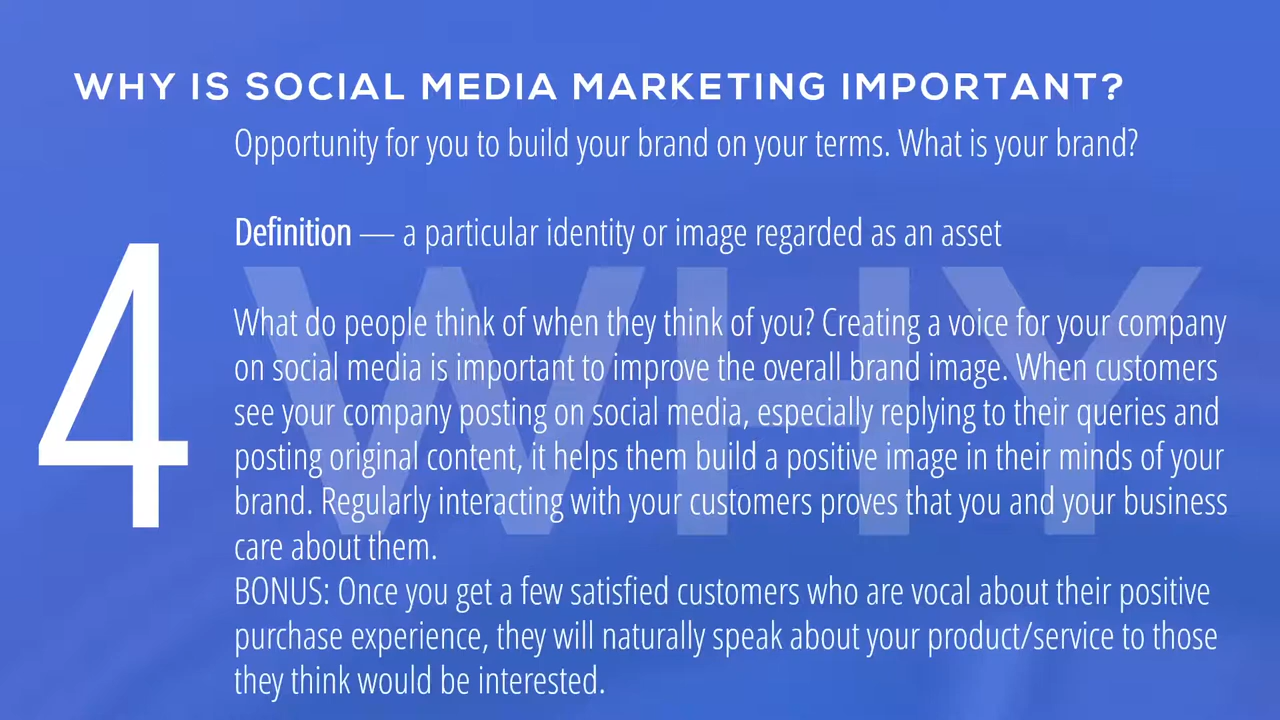 WHY IS SOCIAL MEDIA MARKETING IMPORTANT?
Opportunity for you to build your brand on your terms. What is your brand?
Definition — a particular identity or image regarded as an asset
4
WHY
What do people think of when they think of you? Creating a voice for your company
on social media is important to improve the overall brand image. When customers
see your company posting on social media, especially replying to their queries and
posting original content, it helps them build a positive image in their minds of your
brand. Regularly interacting with your customers proves that you and your business
care about them.
BONUS: Once you get a few satisfied customers who are vocal about their positive
purchase experience, they will naturally speak about your product/service to those
they think would be interested.